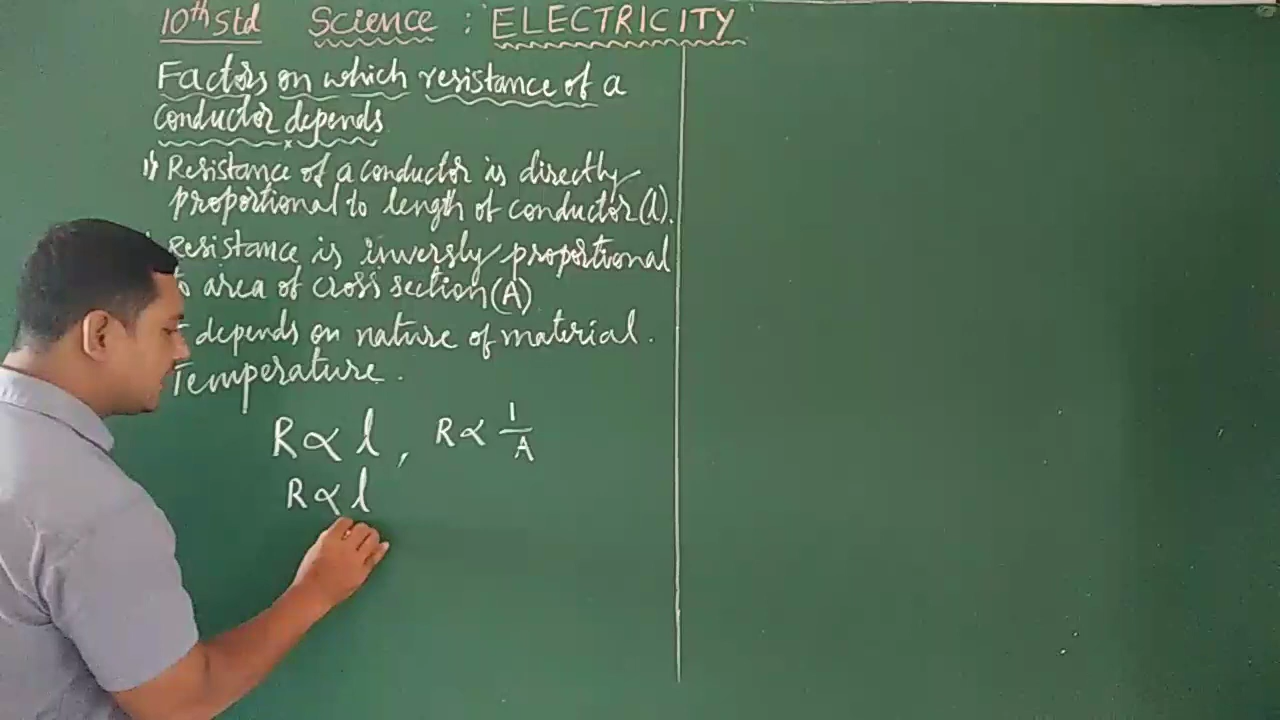 10th Std Science : ELECTRICITY
Factors on which resistance of a
conductor depends
1) Resistance of a conductor is directly
proportional to length of conductor (l).
Resistance is inversly proportional
area of cross section (A)
depends on nature of material.
Temperature.
R ∝ l , R ∝ 1/A
R ∝ l